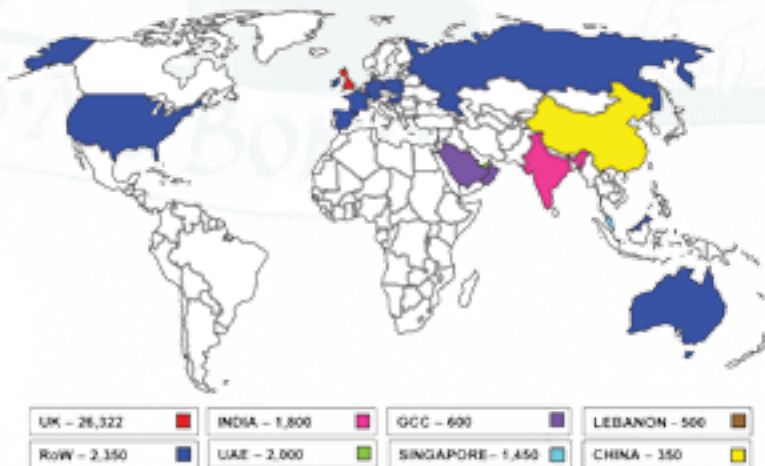 UK – 26,322
INDIA – 1,800
GCC – 600
LEBANON – 500
RoW – 2,350
UAE – 2,000
SINGAPORE– 1,450
CHINA – 350